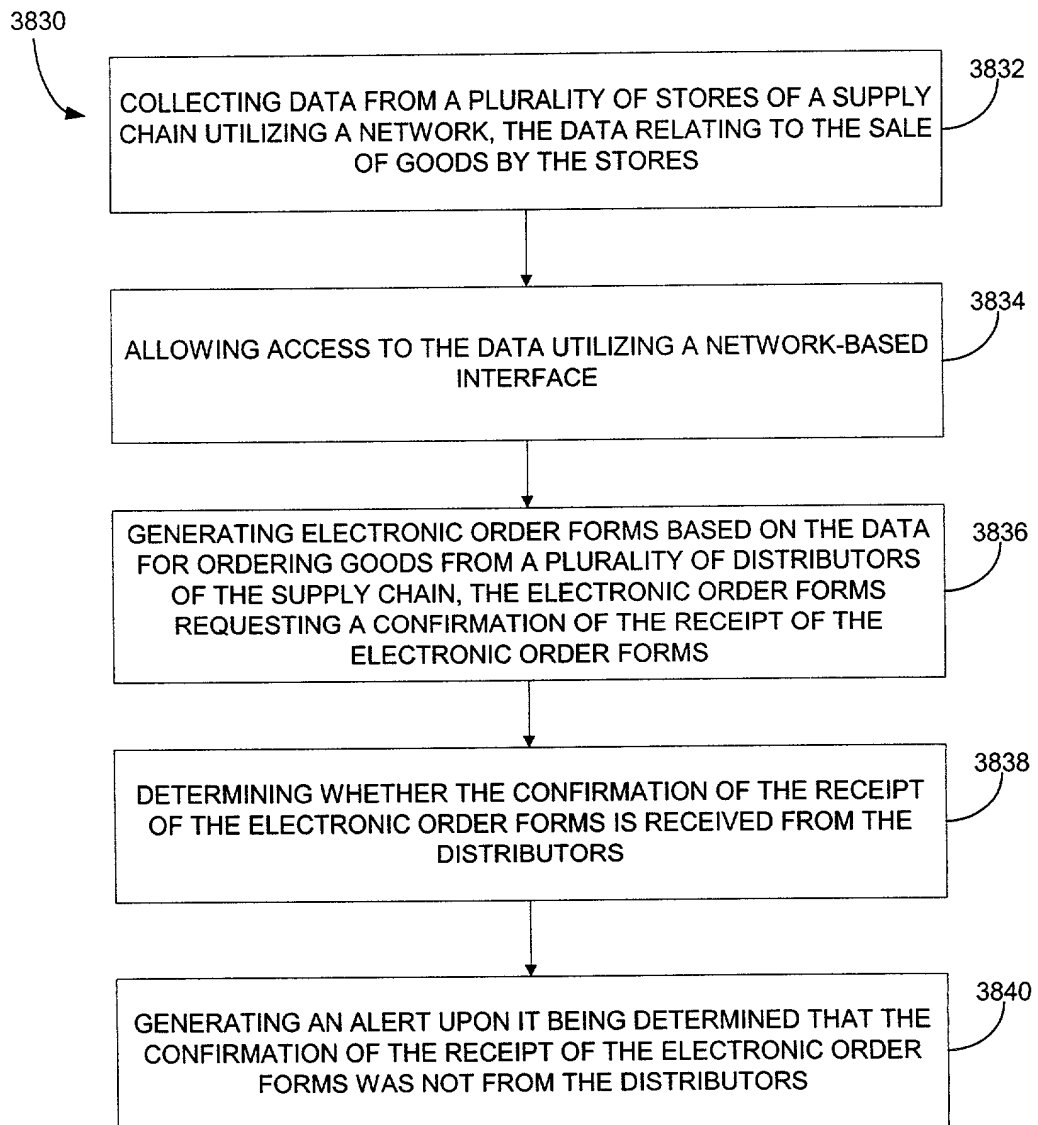 3830
3832
COLLECTING DATA FROM A PLURALITY OF STORES OF A SUPPLY
CHAIN UTILIZING A NETWORK, THE DATA RELATING TO THE SALE
OF GOODS BY THE STORES
3834
ALLOWING ACCESS TO THE DATA UTILIZING A NETWORK-BASED
INTERFACE
3836
GENERATING ELECTRONIC ORDER FORMS BASED ON THE DATA
FOR ORDERING GOODS FROM A PLURALITY OF DISTRIBUTORS
OF THE SUPPLY CHAIN, THE ELECTRONIC ORDER FORMS
REQUESTING A CONFIRMATION OF THE RECEIPT OF THE
ELECTRONIC ORDER FORMS
3838
DETERMINING WHETHER THE CONFIRMATION OF THE RECEIPT
OF THE ELECTRONIC ORDER FORMS IS RECEIVED FROM THE
DISTRIBUTORS
3840
GENERATING AN ALERT UPON IT BEING DETERMINED THAT THE
CONFIRMATION OF THE RECEIPT OF THE ELECTRONIC ORDER
FORMS WAS NOT FROM THE DISTRIBUTORS